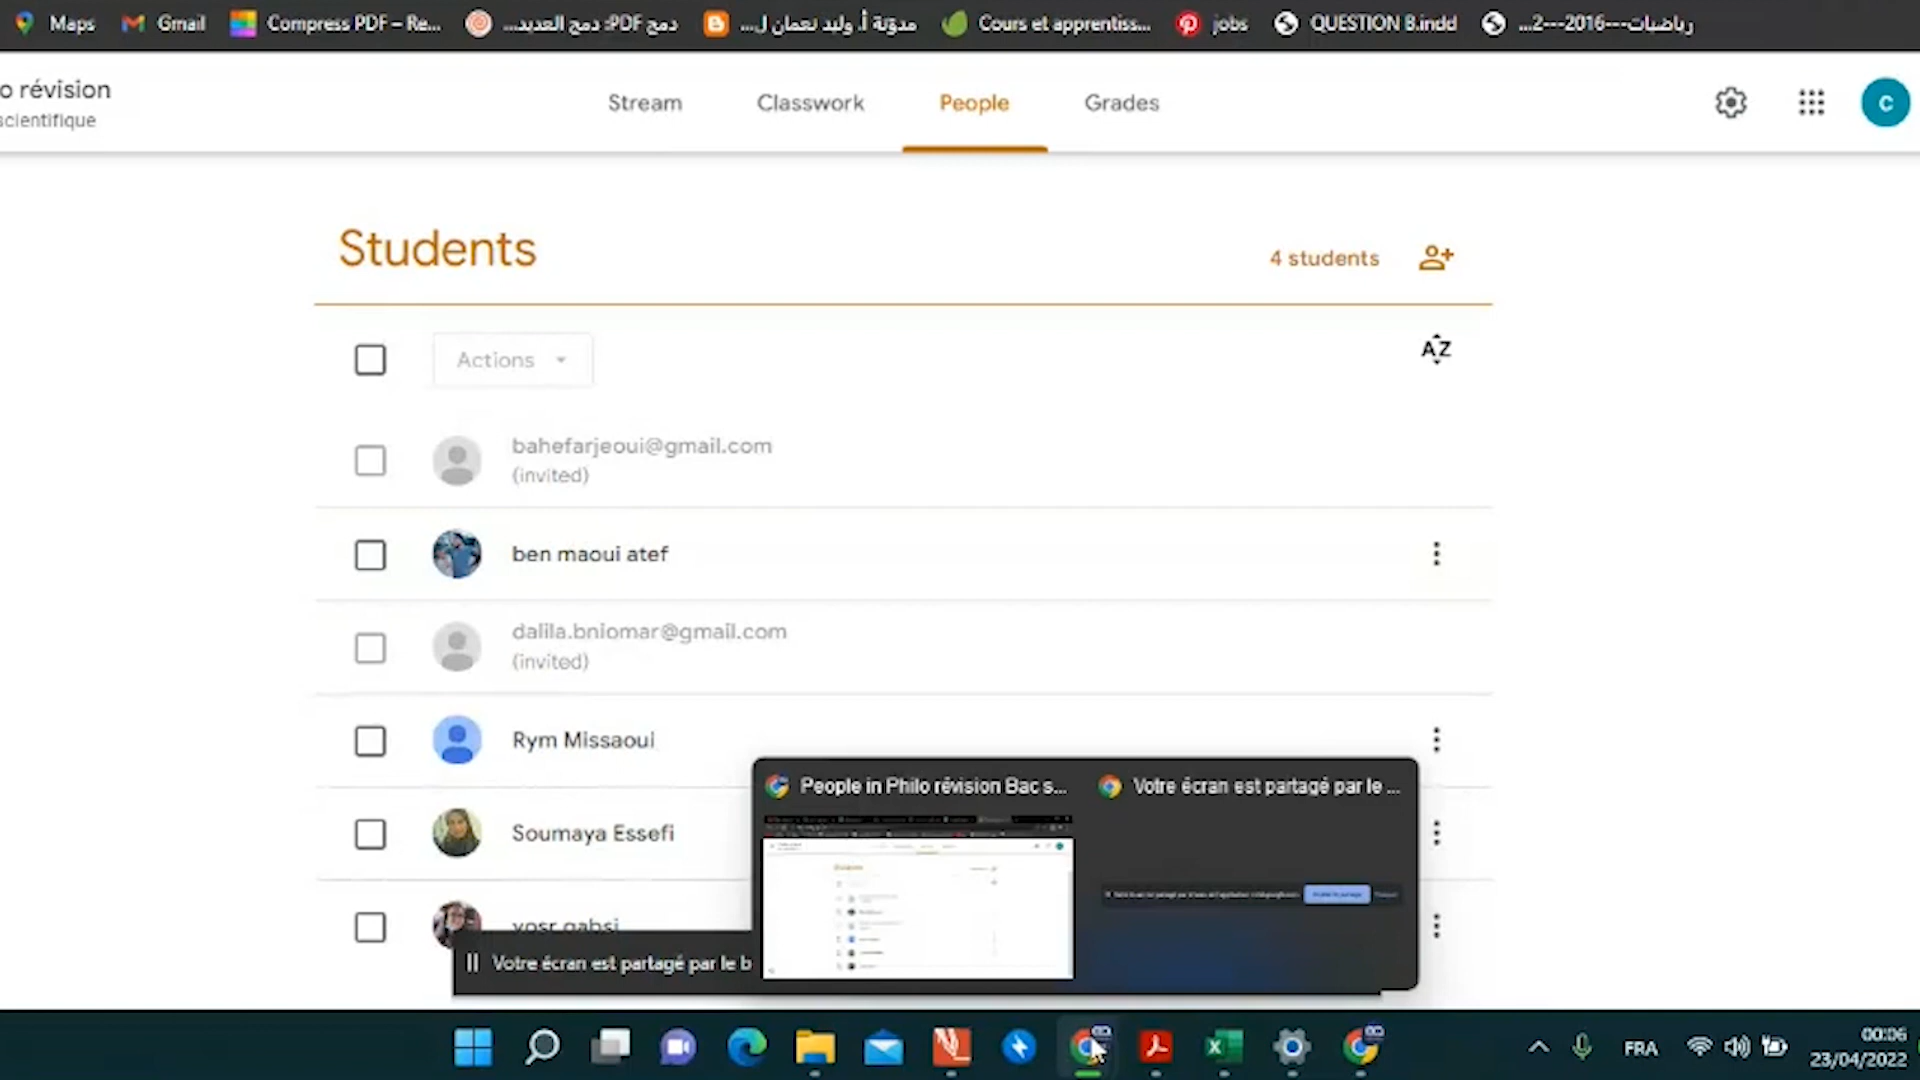 Maps
Gmail
Compress PDF – Re...
دمج PDF: دمج العديد...
مدوّنة أ. وليد نعمان ل...
Cours et apprentiss...
jobs
QUESTION B.indd
رياضيات---2016---2...
o révision
scientifique
Stream
Classwork
People
Grades
C
Students
4 students
Actions
AZ
bahefarjeoui@gmail.com
(invited)
ben maoui atef
dalila.bniomar@gmail.com
(invited)
Rym Missaoui
Soumaya Essefi
yosr gabsi
People in Philo révision Bac s...
Votre écran est partagé par le ...
Votre écran est partagé par le b
FRA
00:06
23/04/2022